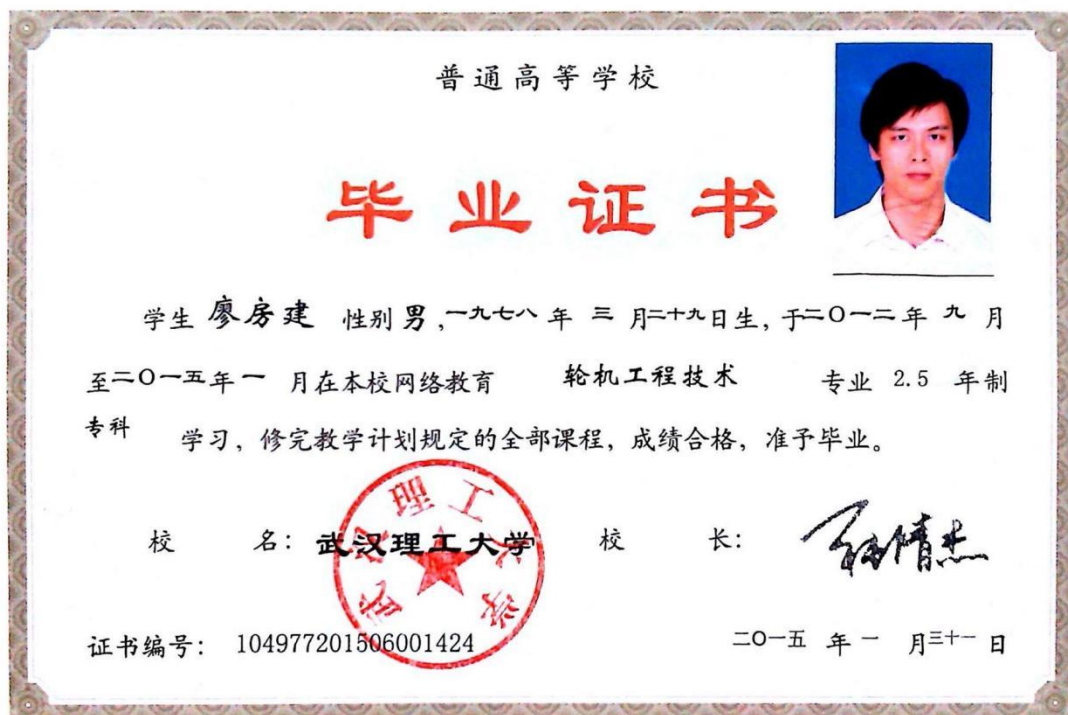 普通高等学校
毕业证书
学生 廖房建 性别 男，一九七八 年 三 月二十九日生，于二〇一二年 九 月
至二〇一五年一 月在本校网络教育 轮机工程技术 专业 2.5 年制
专科 学习，修完教学计划规定的全部课程，成绩合格，准予毕业。
校 名：武汉理工大学 校 长：
武汉理工大学
证书编号： 104977201506001424 二〇一五 年 一 月三十一 日